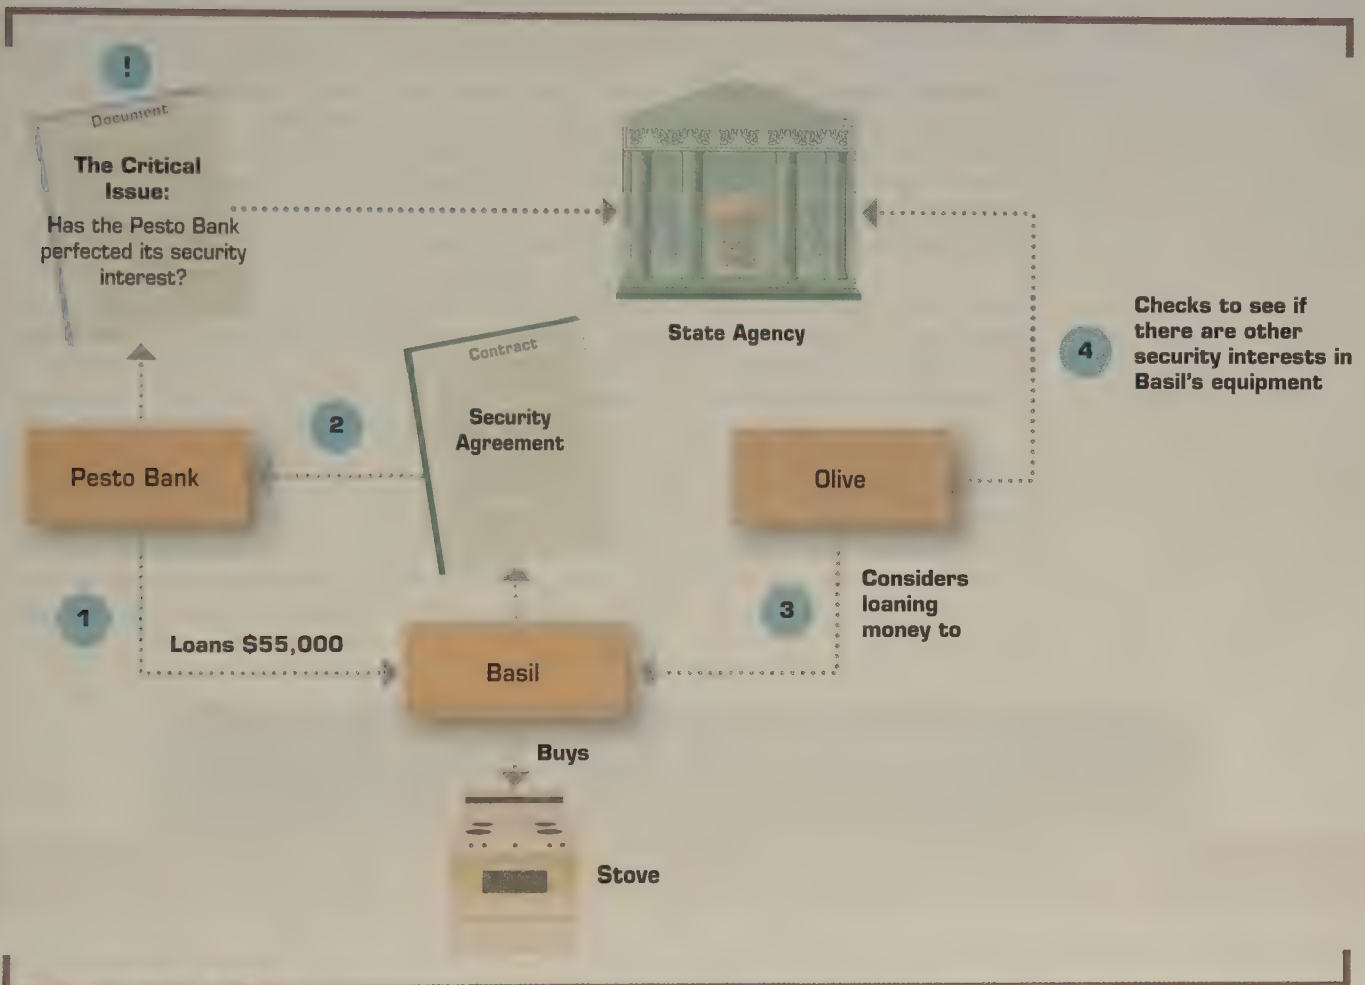 !
Document
The Critical
Issue:
Has the Pesto Bank
perfected its security
interest?
State Agency
Checks to see if
there are other
security interests in
Basil's equipment
4
Contract
Security
Agreement
2
Pesto Bank
Olive
1
Loans $55,000
3
Considers
loaning
money to
Basil
Buys
Stove